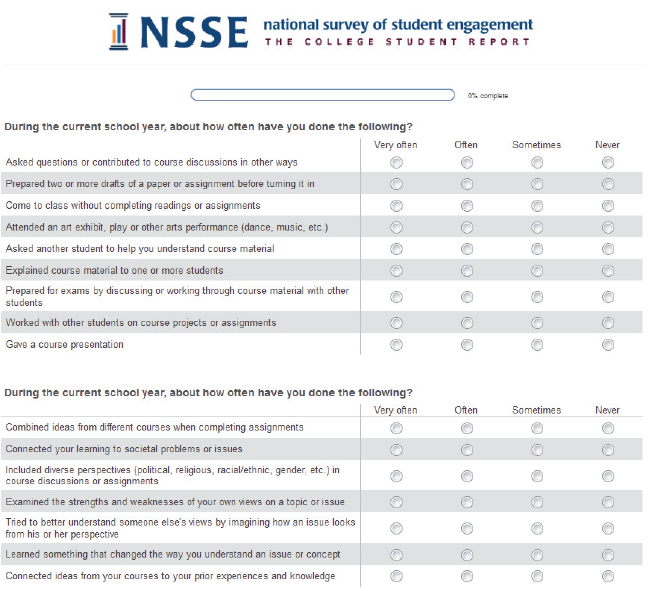 NSSE national survey of student engagement
THE COLLEGE STUDENT REPORT
0% complete
During the current school year, about how often have you done the following?
Very often Often Sometimes Never
Asked questions or contributed to course discussions in other ways
Prepared two or more drafts of a paper or assignment before turning it in
Come to class without completing readings or assignments
Attended an art exhibit, play or other arts performance (dance, music, etc.)
Asked another student to help you understand course material
Explained course material to one or more students
Prepared for exams by discussing or working through course material with other
students
Worked with other students on course projects or assignments
Gave a course presentation
During the current school year, about how often have you done the following?
Very often Often Sometimes Never
Combined ideas from different courses when completing assignments
Connected your learning to societal problems or issues
Included diverse perspectives (political, religious, racial/ethnic, gender, etc.) in
course discussions or assignments
Examined the strengths and weaknesses of your own views on a topic or issue
Tried to better understand someone else's views by imagining how an issue looks
from his or her perspective
Learned something that changed the way you understand an issue or concept
Connected ideas from your courses to your prior experiences and knowledge